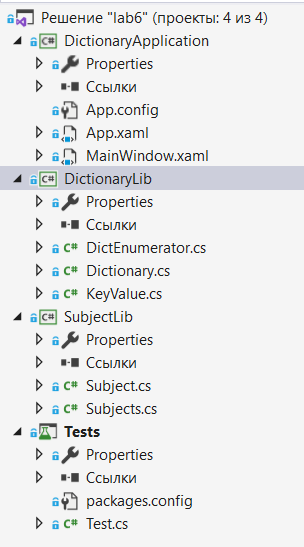 Решение "lab6" (проекты: 4 из 4)
DictionaryApplication
Properties
Ссылки
App.config
App.xaml
MainWindow.xaml
DictionaryLib
Properties
Ссылки
DictEnumerator.cs
Dictionary.cs
KeyValue.cs
SubjectLib
Properties
Ссылки
Subject.cs
Subjects.cs
Tests
Properties
Ссылки
packages.config
Test.cs